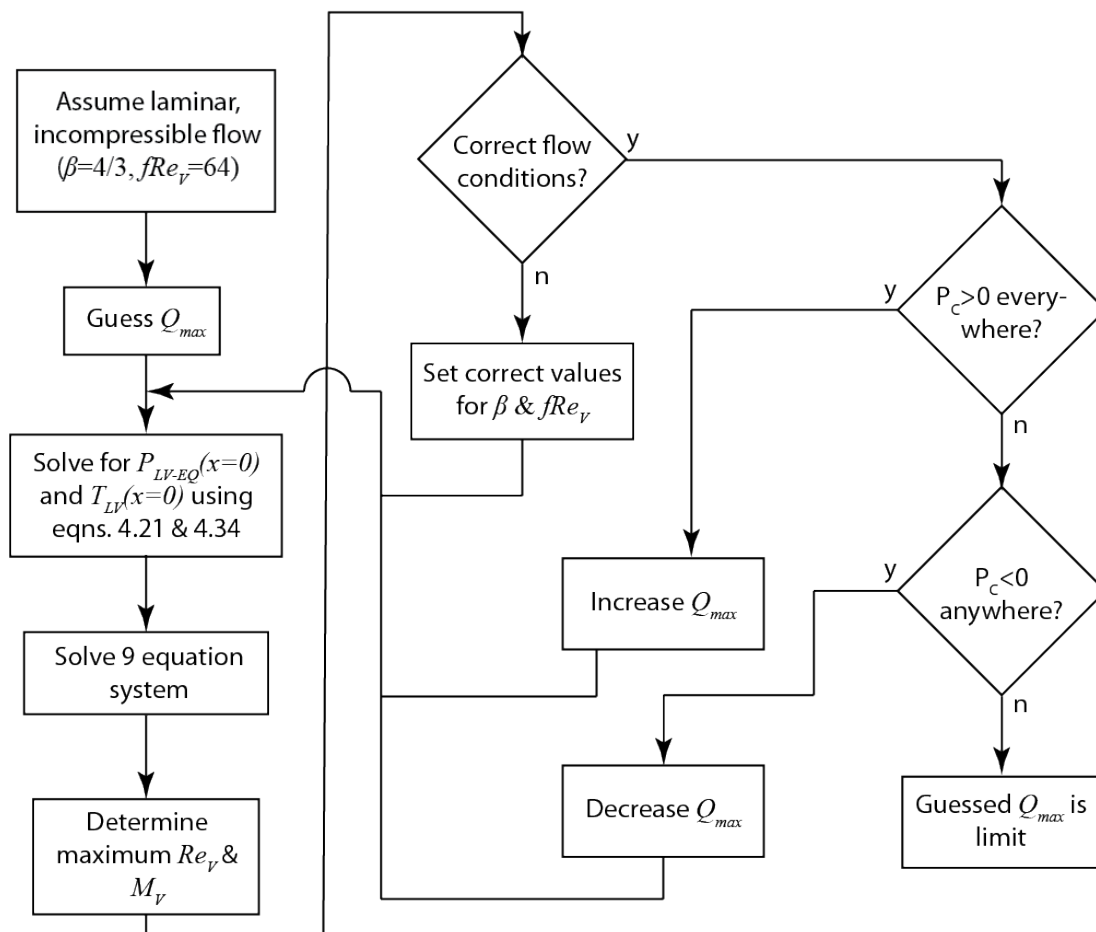 Assume laminar,
incompressible flow
(β=4/3, fRe_V=64)
Guess Q_max
Solve for P_LV-EQ(x=0)
and T_LV(x=0) using
eqns. 4.21 & 4.34
Solve 9 equation
system
Determine
maximum Re_V &
M_V
Correct flow
conditions?
y
n
Set correct values
for β & fRe_V
P_c>0 every-
where?
y
n
Increase Q_max
P_c<0
anywhere?
y
n
Decrease Q_max
Guessed Q_max is
limit